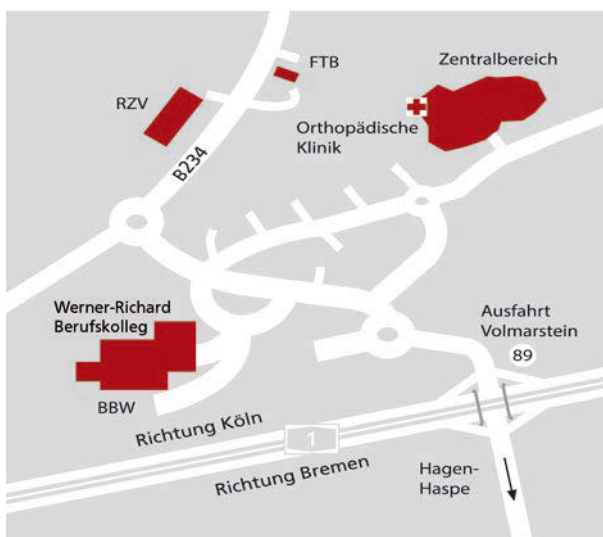 FTB
Zentralbereich
RZV
Orthopädische
Klinik
B234
Werner-Richard
Berufskolleg
Ausfahrt
Volmarstein
89
BBW
Richtung Köln
1
Richtung Bremen
Hagen-
Haspe